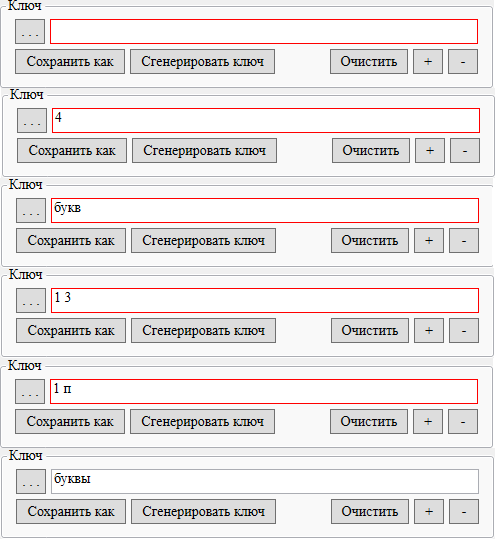 Ключ
. . .
Сохранить как Сгенерировать ключ Очистить + -
Ключ
. . . 4
Сохранить как Сгенерировать ключ Очистить + -
Ключ
. . . букв
Сохранить как Сгенерировать ключ Очистить + -
Ключ
. . . 1 3
Сохранить как Сгенерировать ключ Очистить + -
Ключ
. . . 1 п
Сохранить как Сгенерировать ключ Очистить + -
Ключ
. . . буквы
Сохранить как Сгенерировать ключ Очистить + -